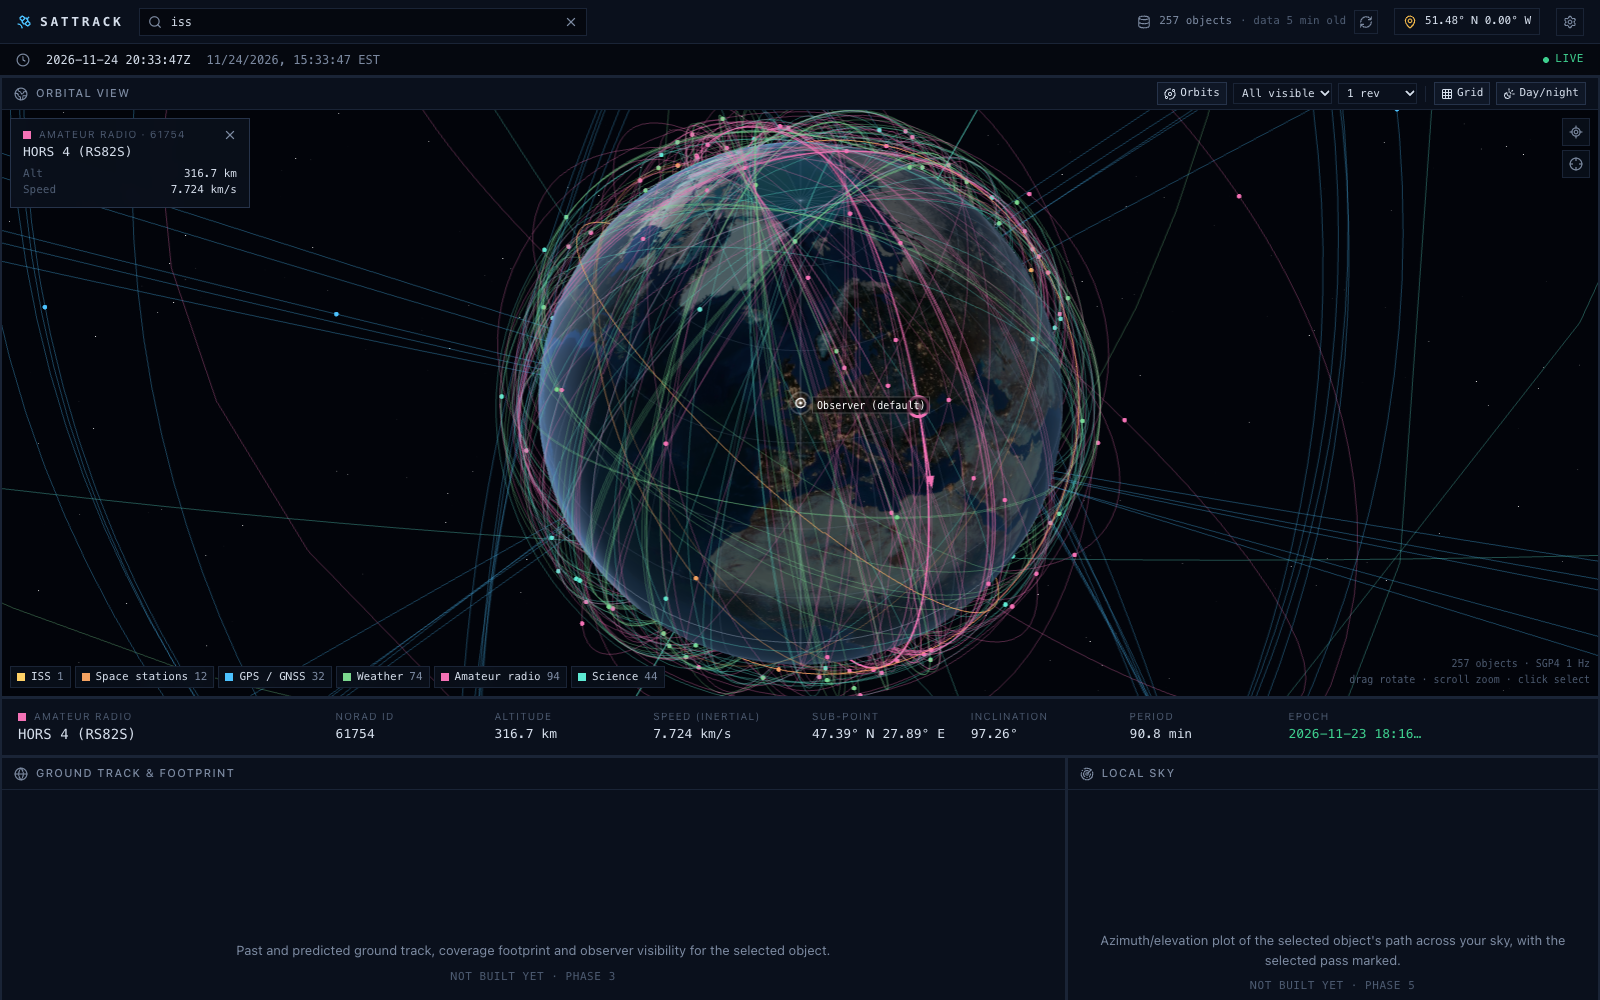 SATTRACK
iss
257 objects · data 5 min old
51.48° N 0.00° W
2026-11-24 20:33:47Z 11/24/2026, 15:33:47 EST
LIVE
ORBITAL VIEW
Orbits
All visible
1 rev
Grid
Day/night
AMATEUR RADIO · 61754
HORS 4 (RS82S)
Alt 316.7 km
Speed 7.724 km/s
Observer (default)
ISS 1
Space stations 12
GPS / GNSS 32
Weather 74
Amateur radio 94
Science 44
257 objects · SGP4 1 Hz
drag rotate · scroll zoom · click select
AMATEUR RADIO
HORS 4 (RS82S)
NORAD ID
61754
ALTITUDE
316.7 km
SPEED (INERTIAL)
7.724 km/s
SUB-POINT
47.39° N 27.89° E
INCLINATION
97.26°
PERIOD
90.8 min
EPOCH
2026-11-23 18:16…
GROUND TRACK & FOOTPRINT
Past and predicted ground track, coverage footprint and observer visibility for the selected object.
NOT BUILT YET · PHASE 3
LOCAL SKY
Azimuth/elevation plot of the selected object's path across your sky, with the
selected pass marked.
NOT BUILT YET · PHASE 5